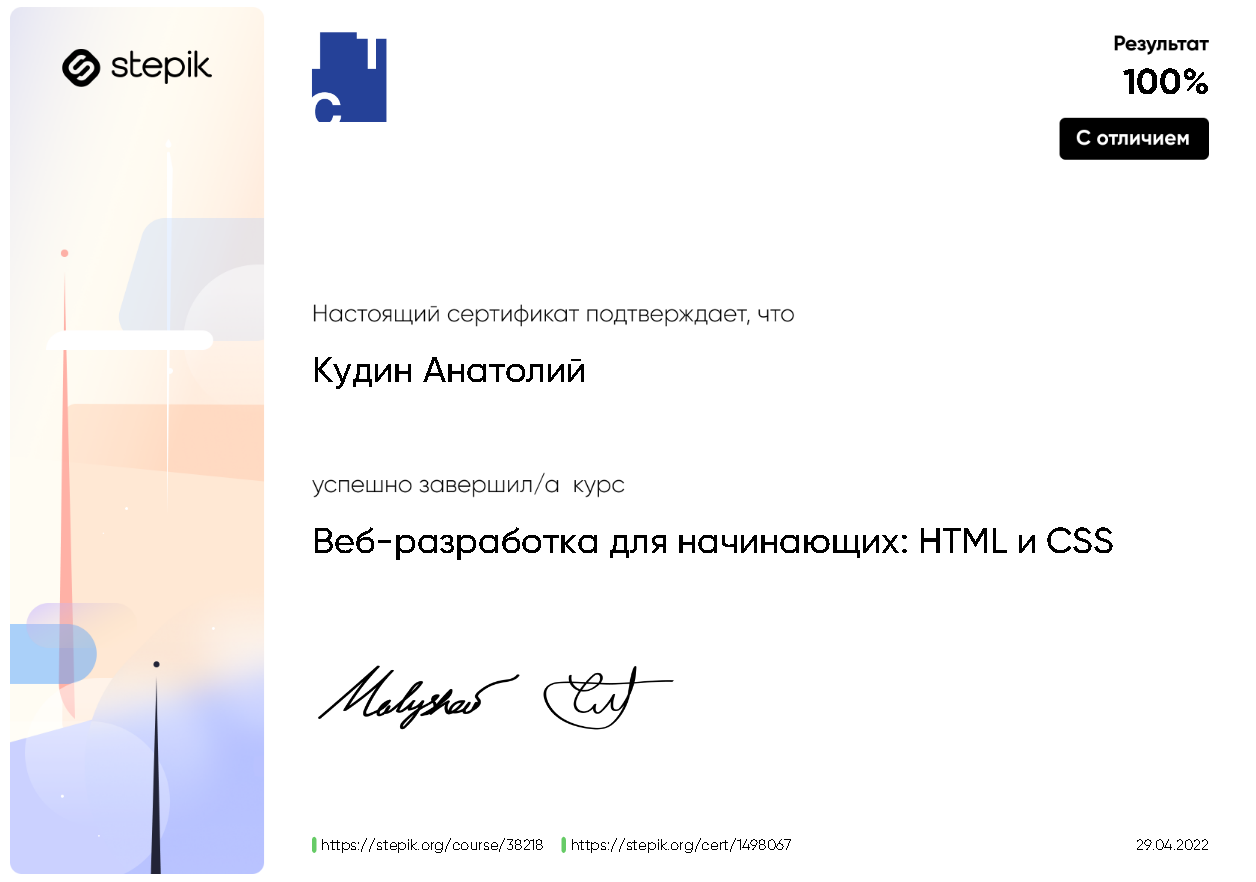 stepik
Результат
100%
С отличием
Настоящий сертификат подтверждает, что
Кудин Анатолий
успешно завершил/а курс
Веб-разработка для начинающих: HTML и CSS
Malyshev
https://stepik.org/course/38218 https://stepik.org/cert/1498067
29.04.2022